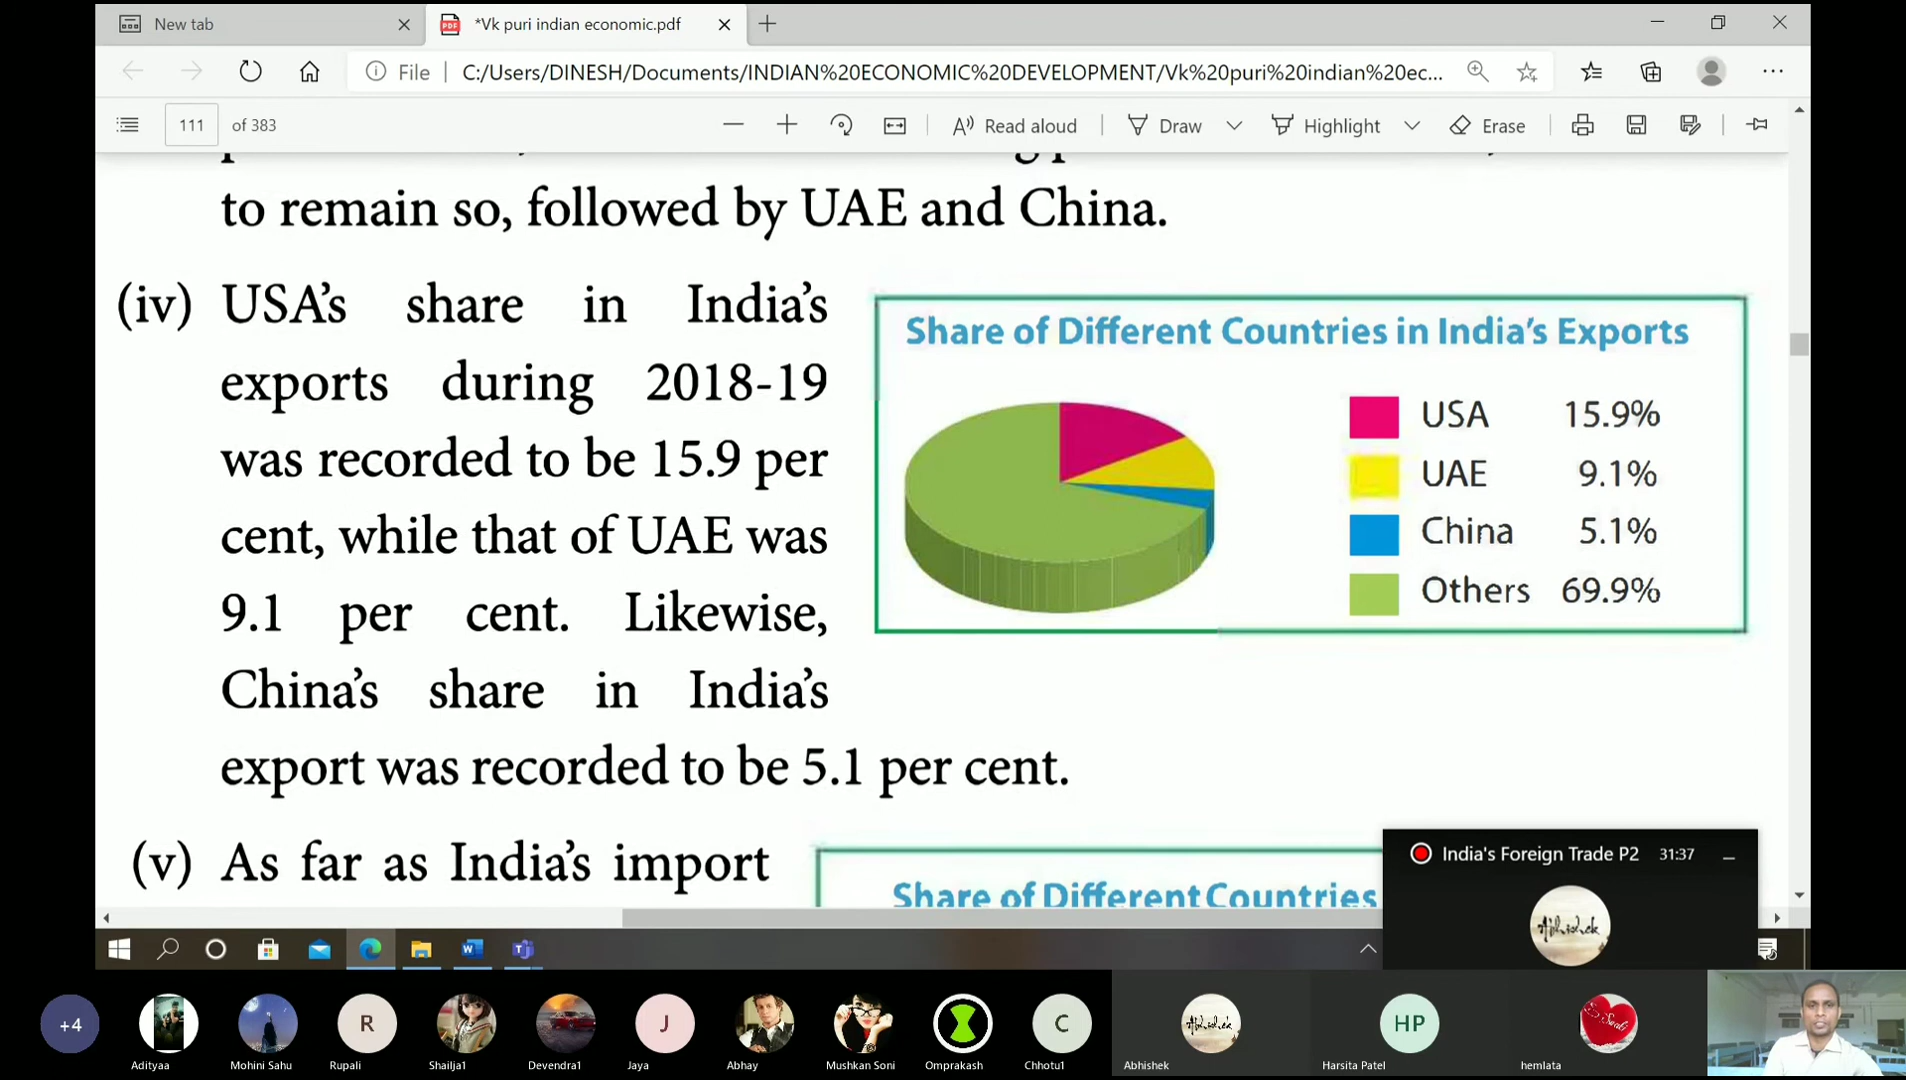 New tab
*Vk puri indian economic.pdf
File
C:/Users/DINESH/Documents/INDIAN%20ECONOMIC%20DEVELOPMENT/Vk%20puri%20indian%20ec...
111 of 383
Read aloud
Draw
Highlight
Erase
to remain so, followed by UAE and China.
(iv) USA's share in India's
exports during 2018-19
was recorded to be 15.9 per
cent, while that of UAE was
9.1 per cent. Likewise,
China's share in India's
export was recorded to be 5.1 per cent.
Share of Different Countries in India's Exports
USA 15.9%
UAE 9.1%
China 5.1%
Others 69.9%
(v) As far as India's import
Share of Different Countries
India's Foreign Trade P2 31:37
Abhishek
+4
R
J
C
Abhishek
HP
Adityaa
Mohini Sahu
Rupali
Shailja1
Devendra1
Jaya
Abhay
Mushkan Soni
Omprakash
Chhotu1
Abhishek
Harsita Patel
hemlata